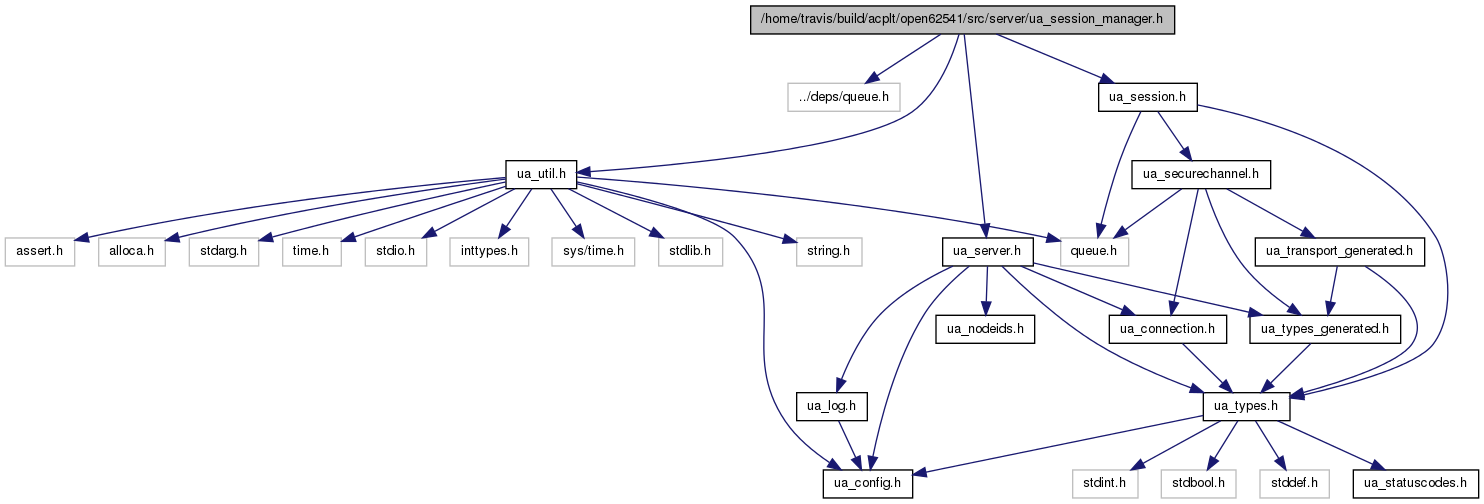 /home/travis/build/acplt/open62541/src/server/ua_session_manager.h
../deps/queue.h
ua_session.h
ua_util.h
ua_securechannel.h
assert.h
alloca.h
stdarg.h
time.h
stdio.h
inttypes.h
sys/time.h
stdlib.h
string.h
ua_server.h
queue.h
ua_transport_generated.h
ua_nodeids.h
ua_connection.h
ua_types_generated.h
ua_log.h
ua_types.h
ua_config.h
stdint.h
stdbool.h
stddef.h
ua_statuscodes.h